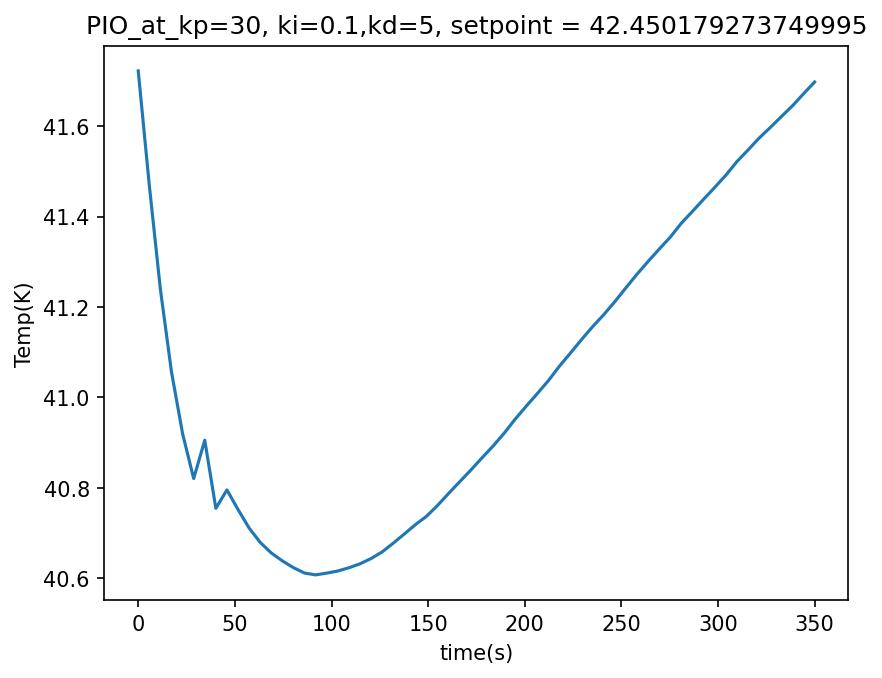 PIO_at_kp=30, ki=0.1,kd=5, setpoint = 42.450179273749995
41.6
41.4
41.2
41.0
40.8
40.6
Temp(K)
0 50 100 150 200 250 300 350
time(s)